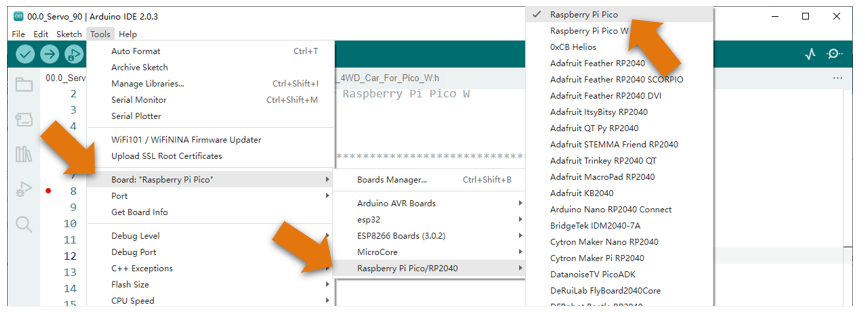 00.0_Servo_90 | Arduino IDE 2.0.3
File Edit Sketch Tools Help
00.0_Serv
_4WD_Car_For_Pico_W.h
2
3
4
7
8
9
10
11
12
13
14
15
Raspberry Pi Pico W
*****************************
Auto Format Ctrl+T
Archive Sketch
Manage Libraries... Ctrl+Shift+I
Serial Monitor Ctrl+Shift+M
Serial Plotter
WiFi101 / WiFiNINA Firmware Updater
Upload SSL Root Certificates
Board: "Raspberry Pi Pico"
Port
Get Board Info
Debug Level
Debug Port
C++ Exceptions
Flash Size
CPU Speed
Boards Manager... Ctrl+Shift+B
Arduino AVR Boards
esp32
ESP8266 Boards (3.0.2)
MicroCore
Raspberry Pi Pico/RP2040
Raspberry Pi Pico
Raspberry Pi Pico W
0xCB Helios
Adafruit Feather RP2040
Adafruit Feather RP2040 SCORPIO
Adafruit Feather RP2040 DVI
Adafruit ItsyBitsy RP2040
Adafruit QT Py RP2040
Adafruit STEMMA Friend RP2040
Adafruit Trinkey RP2040 QT
Adafruit MacroPad RP2040
Adafruit KB2040
Arduino Nano RP2040 Connect
BridgeTek IDM2040-7A
Cytron Maker Nano RP2040
Cytron Maker Pi RP2040
DatanoiseTV PicoADK
DeRuiLab FlyBoard2040Core